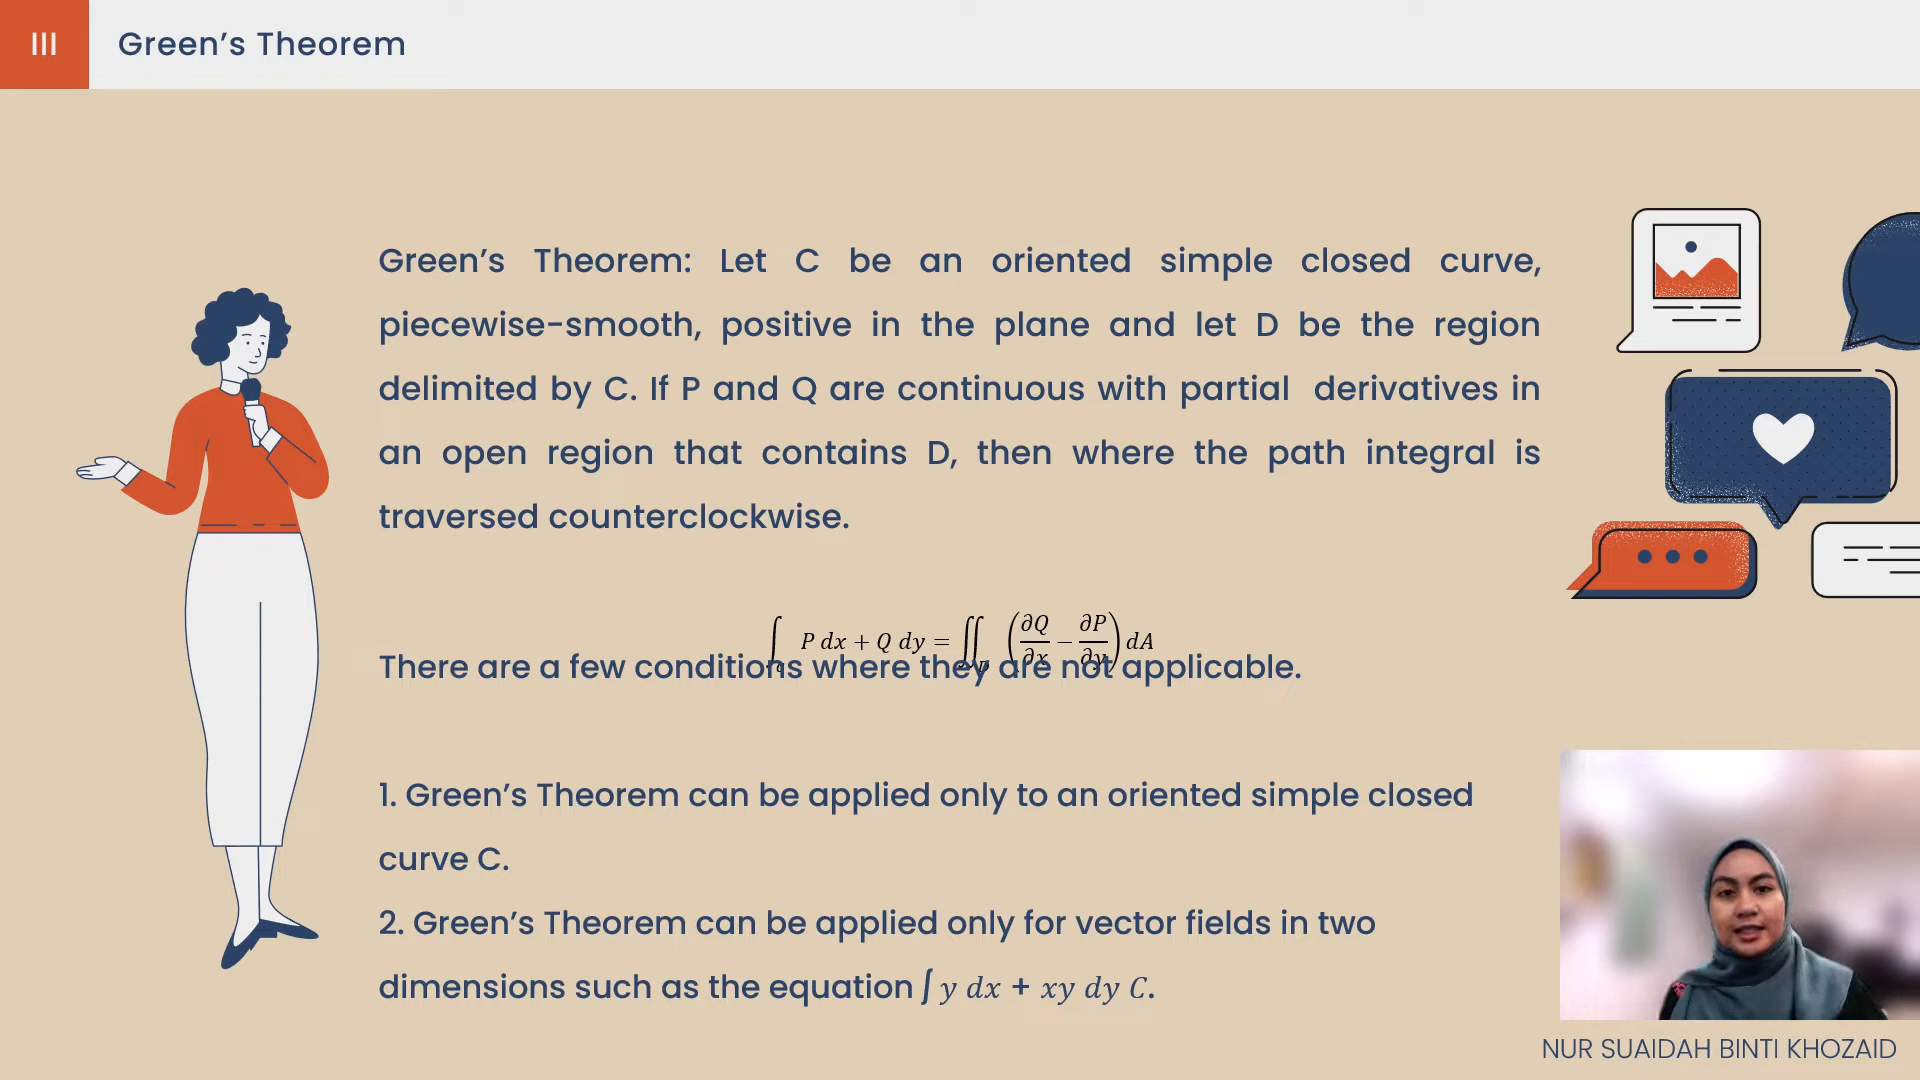 III
Green’s Theorem
Green’s Theorem: Let C be an oriented simple closed curve,
piecewise-smooth, positive in the plane and let D be the region
delimited by C. If P and Q are continuous with partial derivatives in
an open region that contains D, then where the path integral is
traversed counterclockwise.
∫_C P dx + Q dy = ∬_D (∂Q/∂x − ∂P/∂y) dA
There are a few conditions where they are not applicable.
1. Green’s Theorem can be applied only to an oriented simple closed
curve C.
2. Green’s Theorem can be applied only for vector fields in two
dimensions such as the equation ∫ y dx + xy dy C.
NUR SUAIDAH BINTI KHOZAID